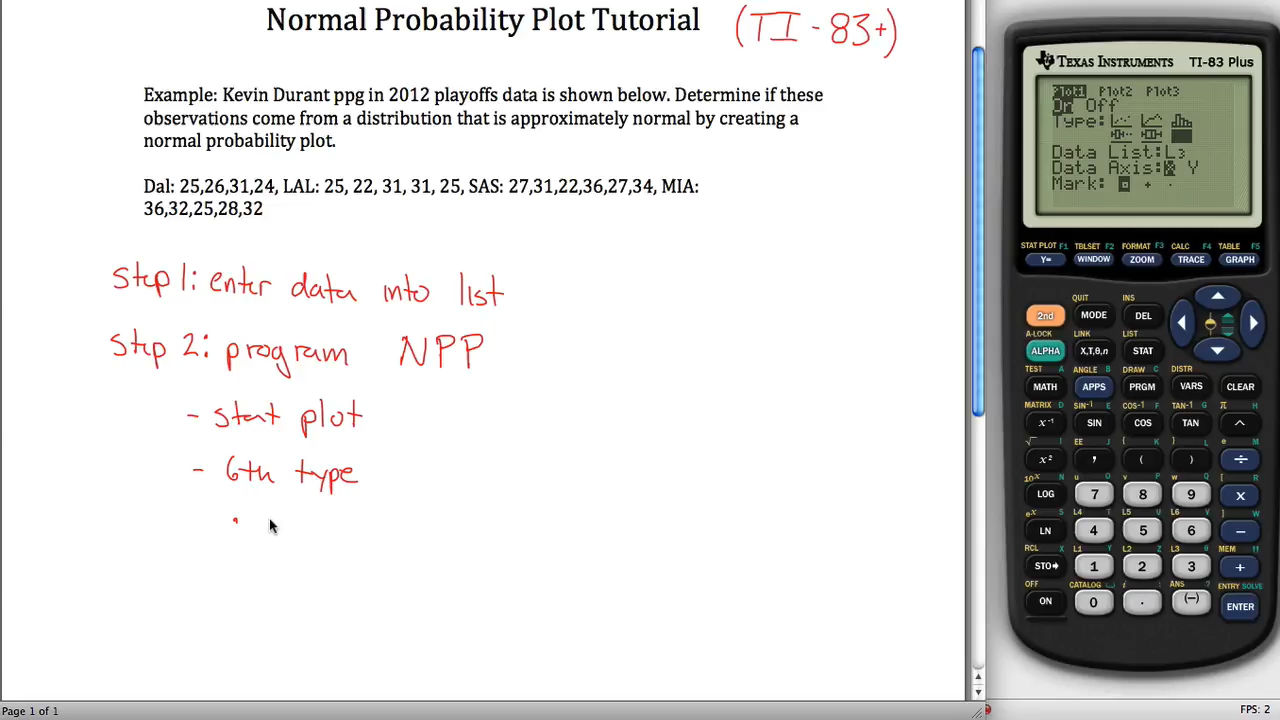 Normal Probability Plot Tutorial (TI-83+)
Example: Kevin Durant ppg in 2012 playoffs data is shown below. Determine if these
observations come from a distribution that is approximately normal by creating a
normal probability plot.
Dal: 25,26,31,24, LAL: 25, 22, 31, 31, 25, SAS: 27,31,22,36,27,34, MIA:
36,32,25,28,32
Step 1: enter data into list
Step 2: program NPP
- stat plot
- 6th type
Page 1 of 1
TEXAS INSTRUMENTS TI-83 Plus
Plot1 Plot2 Plot3
On Off
Type:
Data List:L3
Data Axis:X Y
Mark: □ + ·
STAT PLOT F1 TBLSET F2 FORMAT F3 CALC F4 TABLE F5
Y= WINDOW ZOOM TRACE GRAPH
QUIT INS
2nd MODE DEL
A-LOCK LINK LIST
ALPHA X,T,θ,n STAT
TEST A ANGLE B DRAW C DISTR
MATH APPS PRGM VARS CLEAR
MATRIX D SIN⁻¹ E COS⁻¹ F TAN⁻¹ G π H
x⁻¹ SIN COS TAN ^
√ I EE J { K } L e M
x² , ( ) ÷
10ˣ N u O v P w Q [ R
LOG 7 8 9 X
eˣ S L4 T L5 U L6 V ] W
LN 4 5 6 −
RCL X L1 Y L2 Z L3 θ MEM "
STO➔ 1 2 3 +
OFF CATALOG ␣ i : ANS ? ENTRY SOLVE
ON 0 . (−) ENTER
FPS: 2